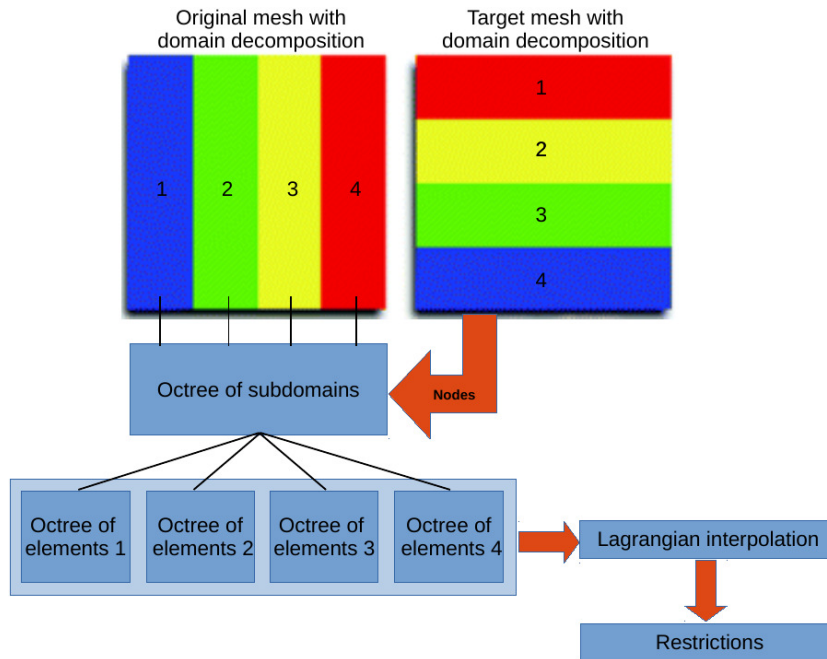 Original mesh with
domain decomposition
Target mesh with
domain decomposition
1
2
3
4
1
2
3
4
Octree of subdomains
Nodes
Octree of
elements 1
Octree of
elements 2
Octree of
elements 3
Octree of
elements 4
Lagrangian interpolation
Restrictions